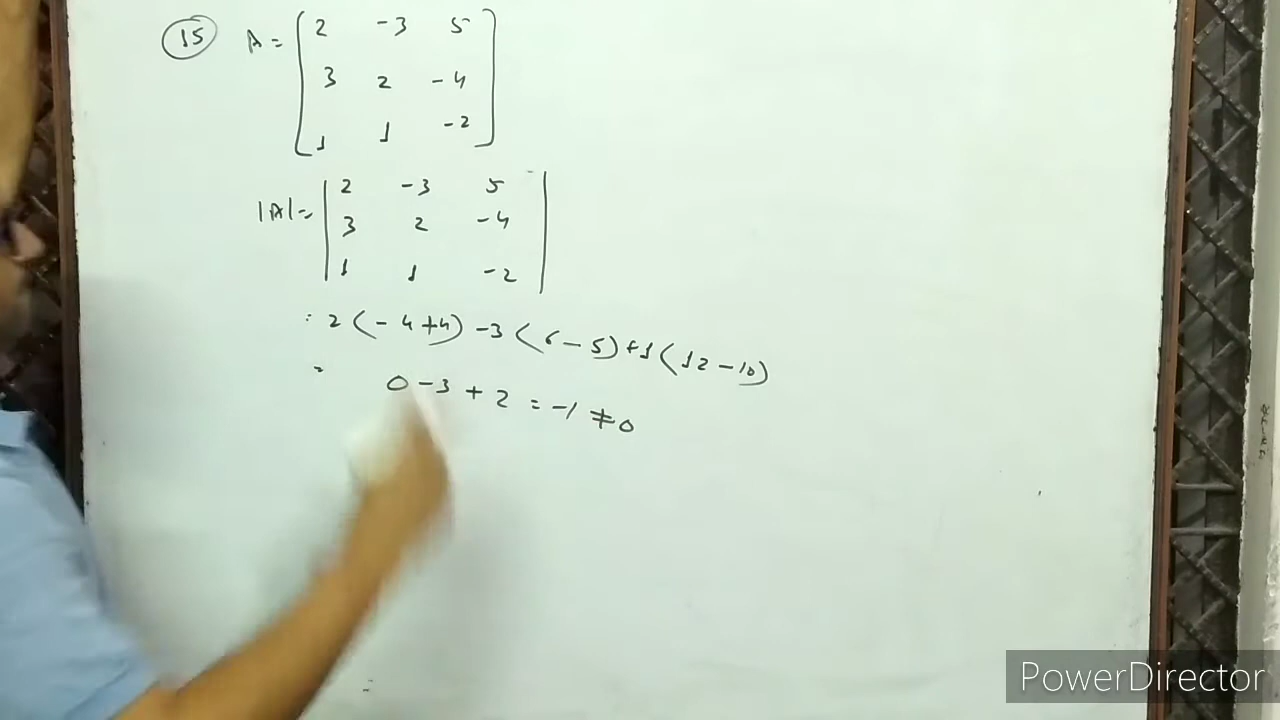 15 A = [ 2 -3 5
3 2 -4
1 1 -2 ]
|A| = | 2 -3 5
3 2 -4
1 1 -2 |
: 2 (-4+4) -3 (6-5) +1 (12-10)
= 0 -3 + 2 = -1 ≠ 0
PowerDirector